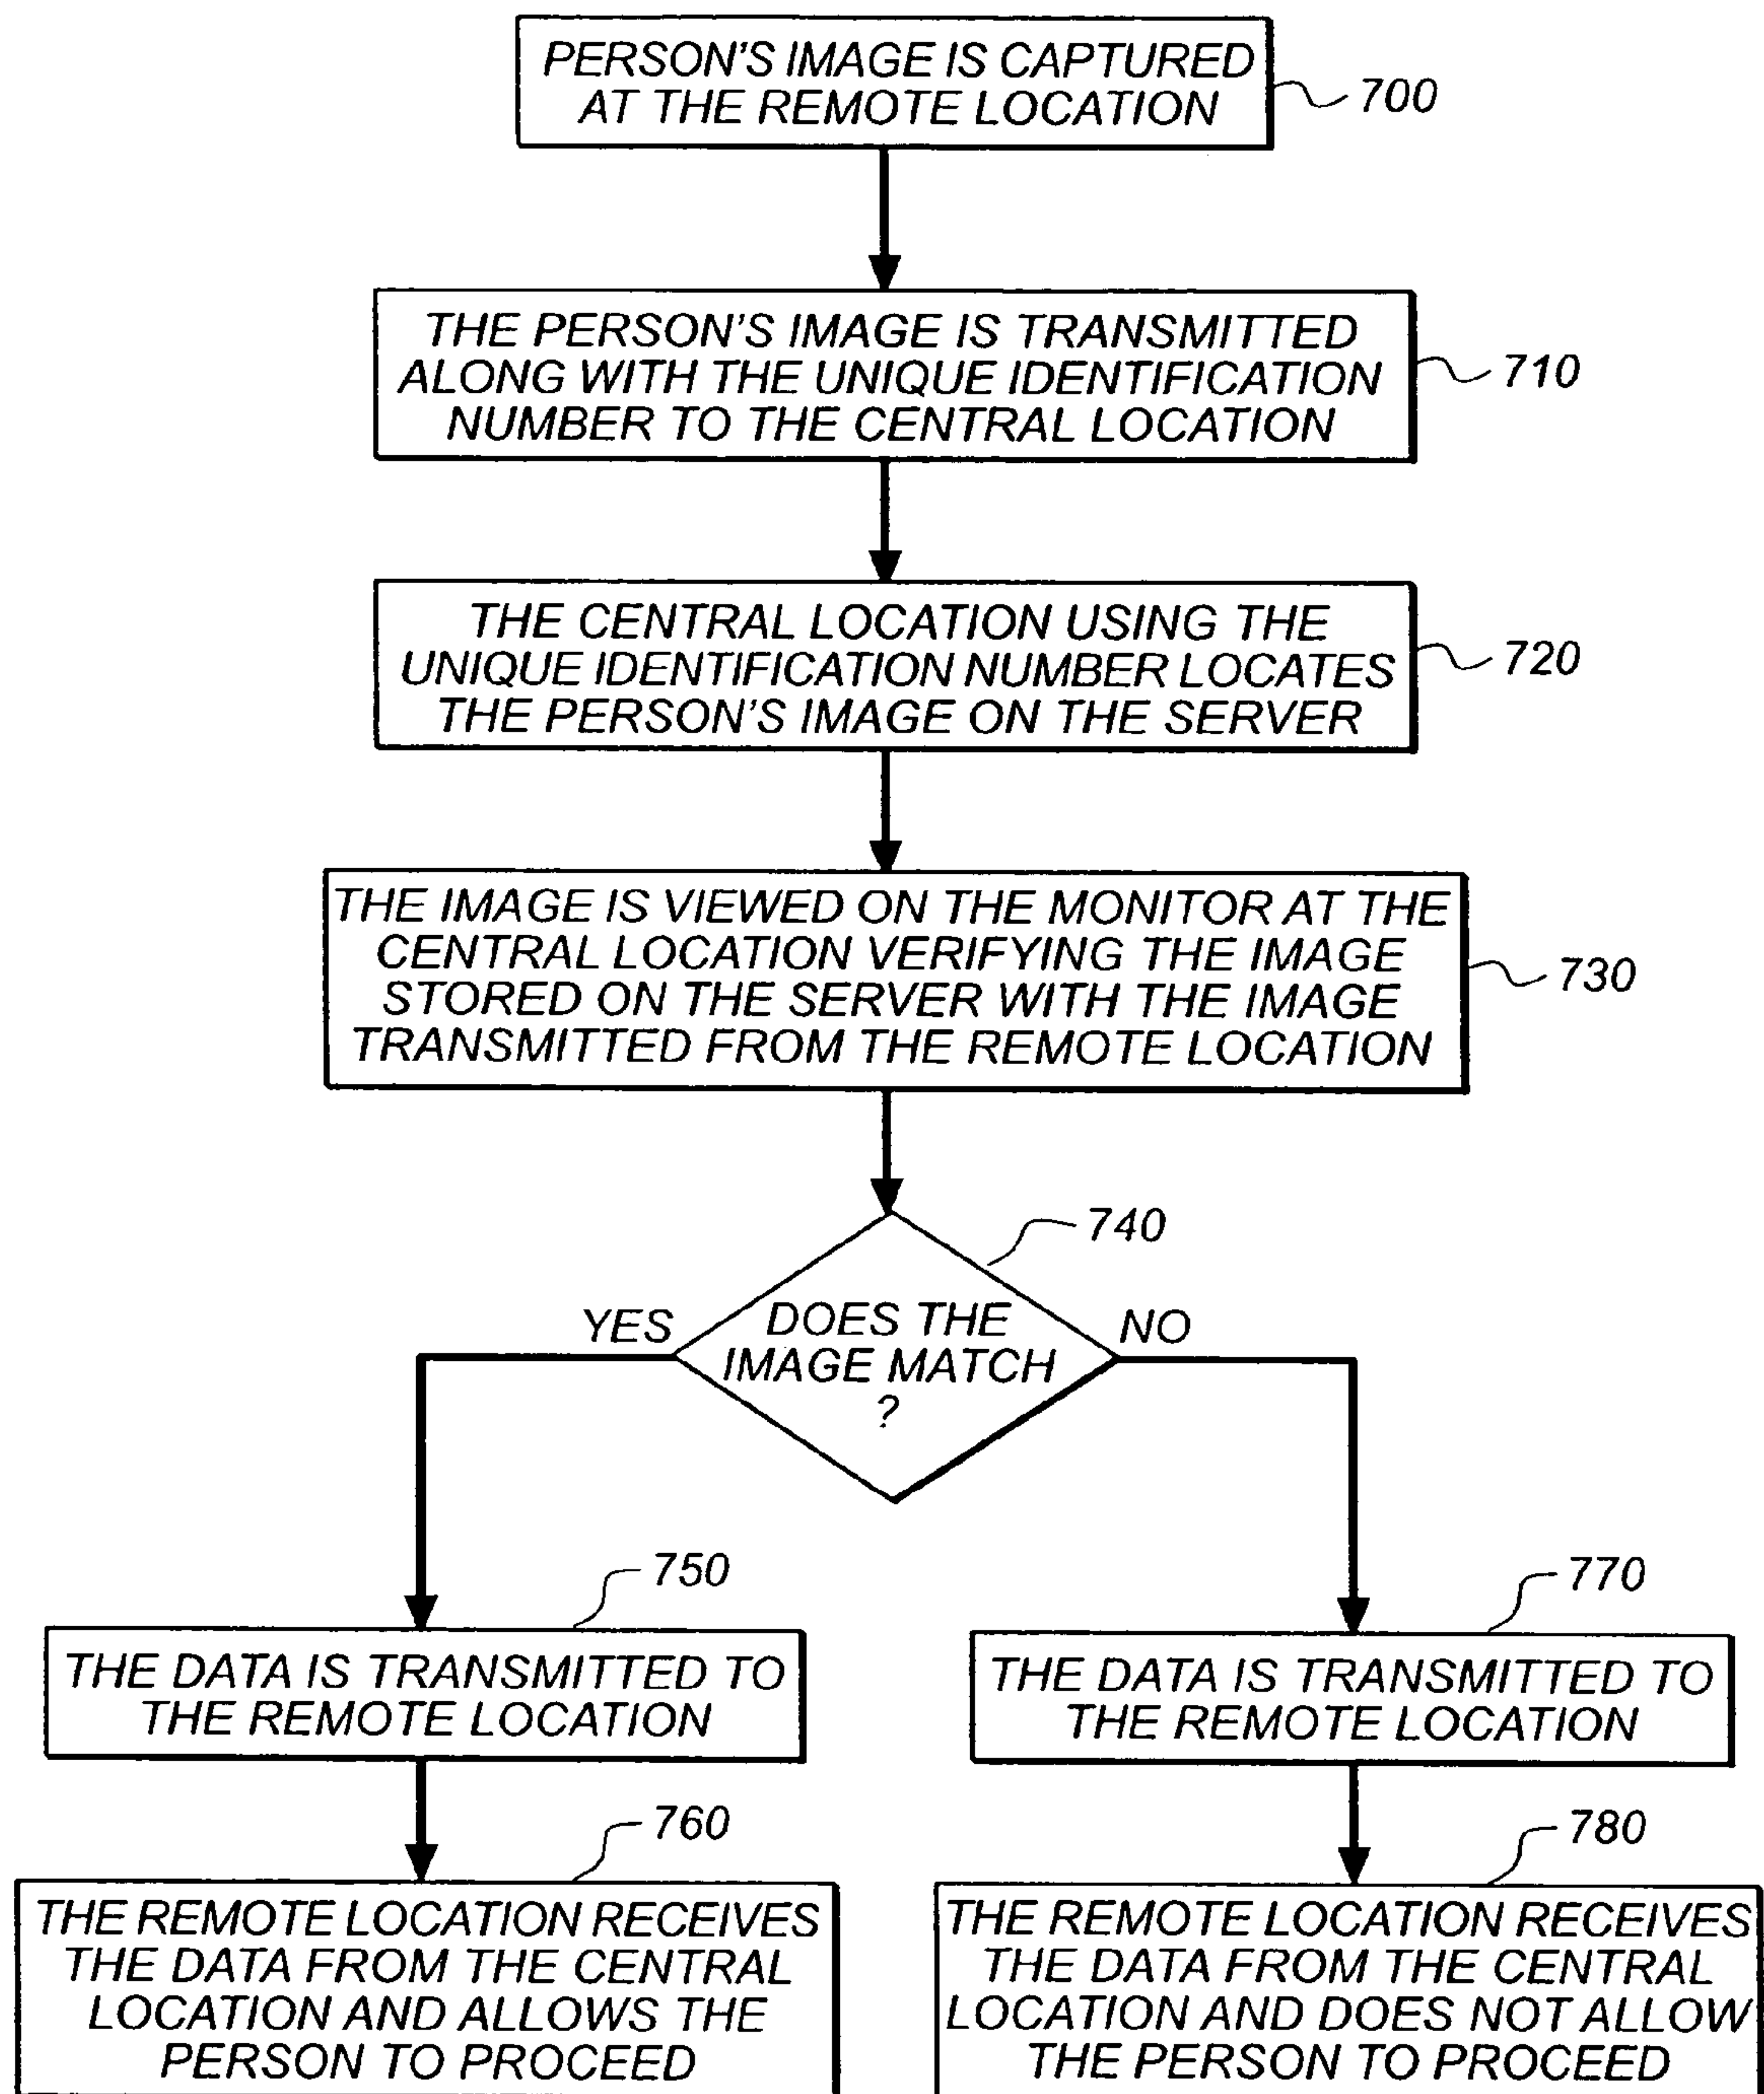 PERSON'S IMAGE IS CAPTURED
AT THE REMOTE LOCATION
700
THE PERSON'S IMAGE IS TRANSMITTED
ALONG WITH THE UNIQUE IDENTIFICATION
NUMBER TO THE CENTRAL LOCATION
710
THE CENTRAL LOCATION USING THE
UNIQUE IDENTIFICATION NUMBER LOCATES
THE PERSON'S IMAGE ON THE SERVER
720
THE IMAGE IS VIEWED ON THE MONITOR AT THE
CENTRAL LOCATION VERIFYING THE IMAGE
STORED ON THE SERVER WITH THE IMAGE
TRANSMITTED FROM THE REMOTE LOCATION
730
740
YES
DOES THE
IMAGE MATCH
?
NO
750
THE DATA IS TRANSMITTED TO
THE REMOTE LOCATION
770
THE DATA IS TRANSMITTED TO
THE REMOTE LOCATION
760
THE REMOTE LOCATION RECEIVES
THE DATA FROM THE CENTRAL
LOCATION AND ALLOWS THE
PERSON TO PROCEED
780
THE REMOTE LOCATION RECEIVES
THE DATA FROM THE CENTRAL
LOCATION AND DOES NOT ALLOW
THE PERSON TO PROCEED